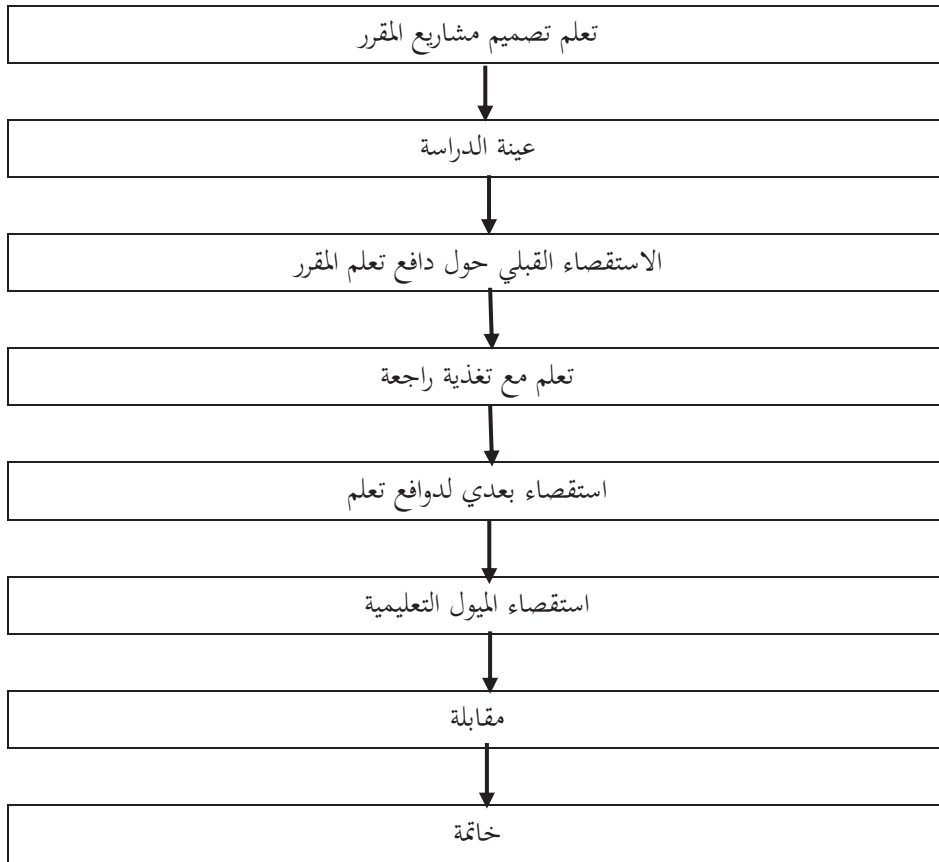 تعلم تصميم مشاريع المقرر
عينة الدراسة
الاستقصاء القبلي حول دافع تعلم المقرر
تعلم مع تغذية راجعة
استقصاء بعدي لدوافع تعلم
استقصاء الميول التعليمية
مقابلة
خاتمة